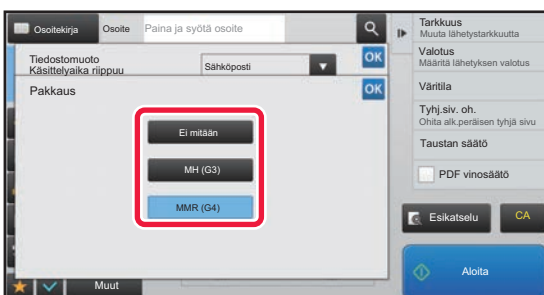 Osoitekirja
Osoite
Paina ja syötä osoite
Tiedostomuoto
Käsittelyaika riippuu
Sähköposti
OK
Pakkaus
OK
Ei mitään
MH (G3)
MMR (G4)
Muut
Tarkkuus
Muuta lähetystarkkuutta
Valotus
Määritä lähetyksen valotus
Väritila
Tyhj.siv. oh.
Ohita alk.peräisen tyhjä sivu
Taustan säätö
PDF vinosäätö
Esikatselu
CA
Aloita